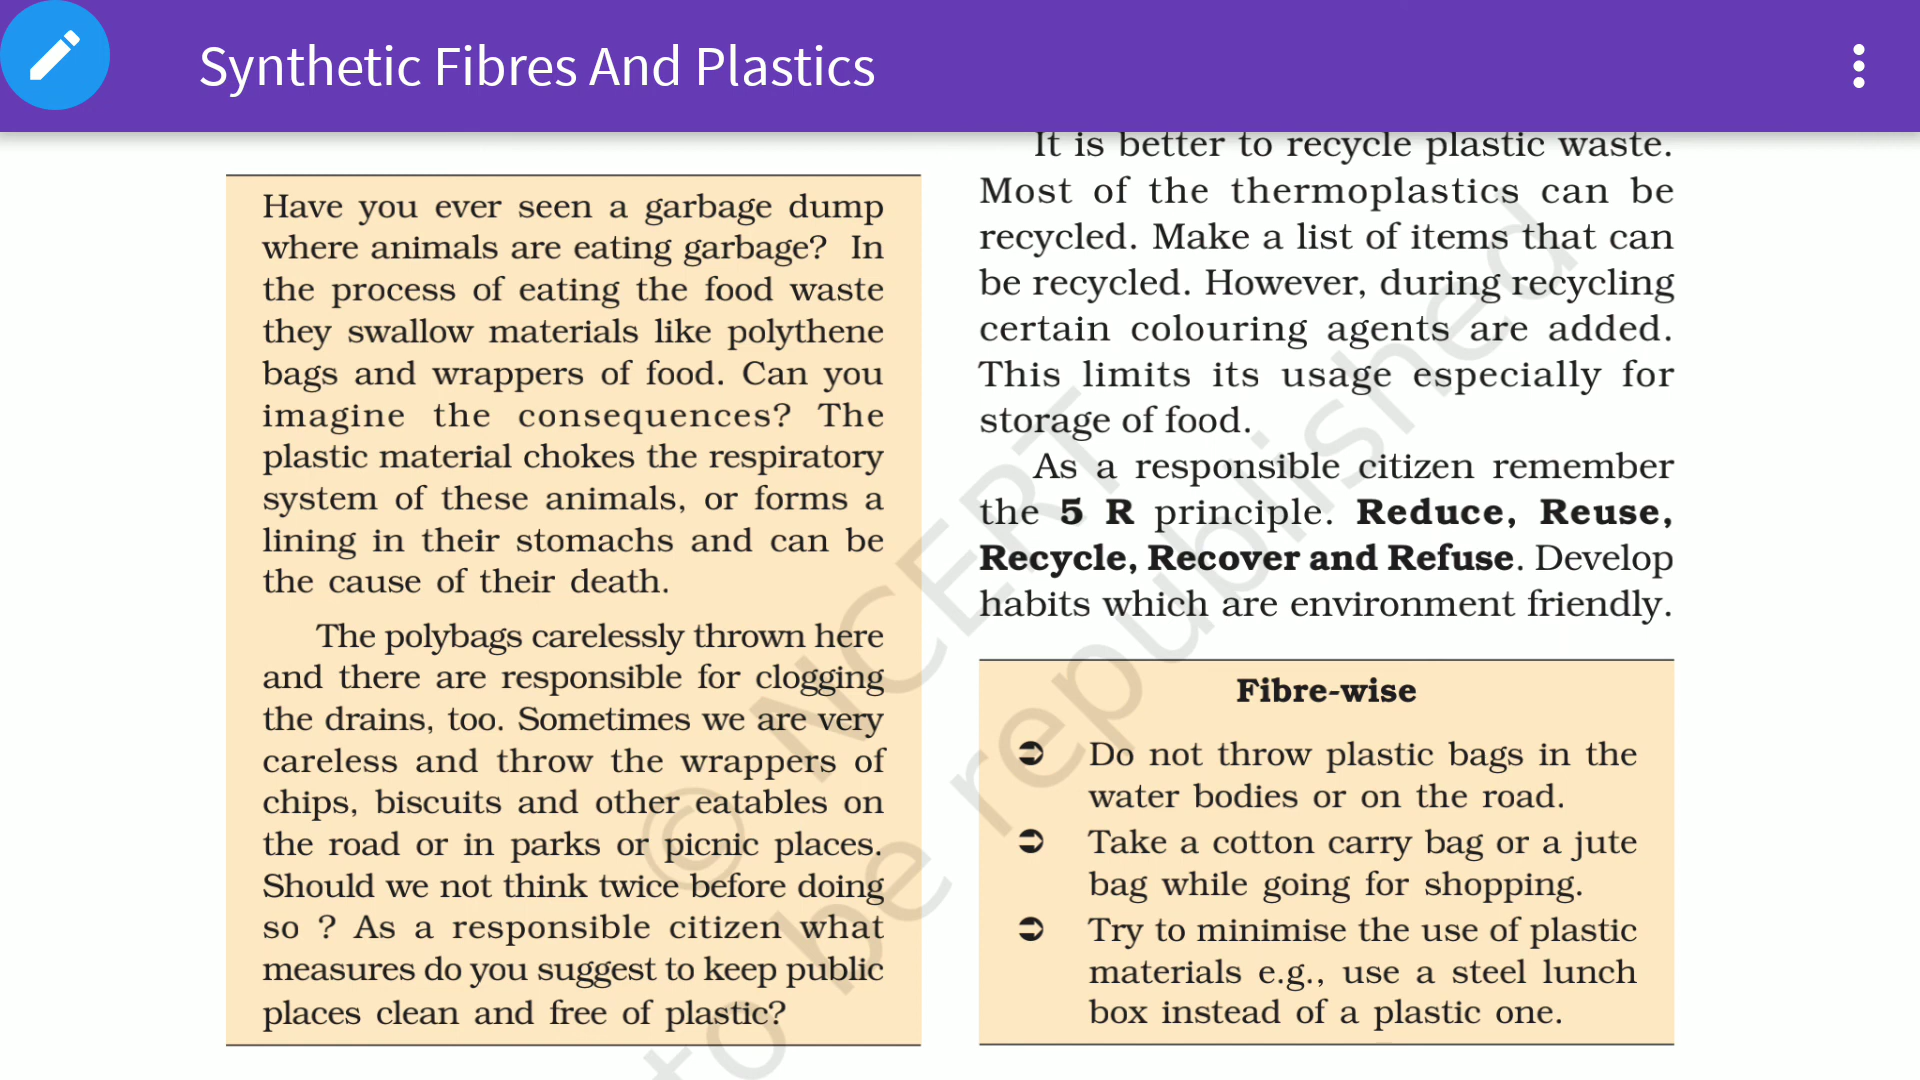 Synthetic Fibres And Plastics
Have you ever seen a garbage dump
where animals are eating garbage? In
the process of eating the food waste
they swallow materials like polythene
bags and wrappers of food. Can you
imagine the consequences? The
plastic material chokes the respiratory
system of these animals, or forms a
lining in their stomachs and can be
the cause of their death.
The polybags carelessly thrown here
and there are responsible for clogging
the drains, too. Sometimes we are very
careless and throw the wrappers of
chips, biscuits and other eatables on
the road or in parks or picnic places.
Should we not think twice before doing
so ? As a responsible citizen what
measures do you suggest to keep public
places clean and free of plastic?
It is better to recycle plastic waste.
Most of the thermoplastics can be
recycled. Make a list of items that can
be recycled. However, during recycling
certain colouring agents are added.
This limits its usage especially for
storage of food.
As a responsible citizen remember
the 5 R principle. Reduce, Reuse,
Recycle, Recover and Refuse. Develop
habits which are environment friendly.
Fibre-wise
➲ Do not throw plastic bags in the
water bodies or on the road.
➲ Take a cotton carry bag or a jute
bag while going for shopping.
➲ Try to minimise the use of plastic
materials e.g., use a steel lunch
box instead of a plastic one.
© NCERT
to be republished